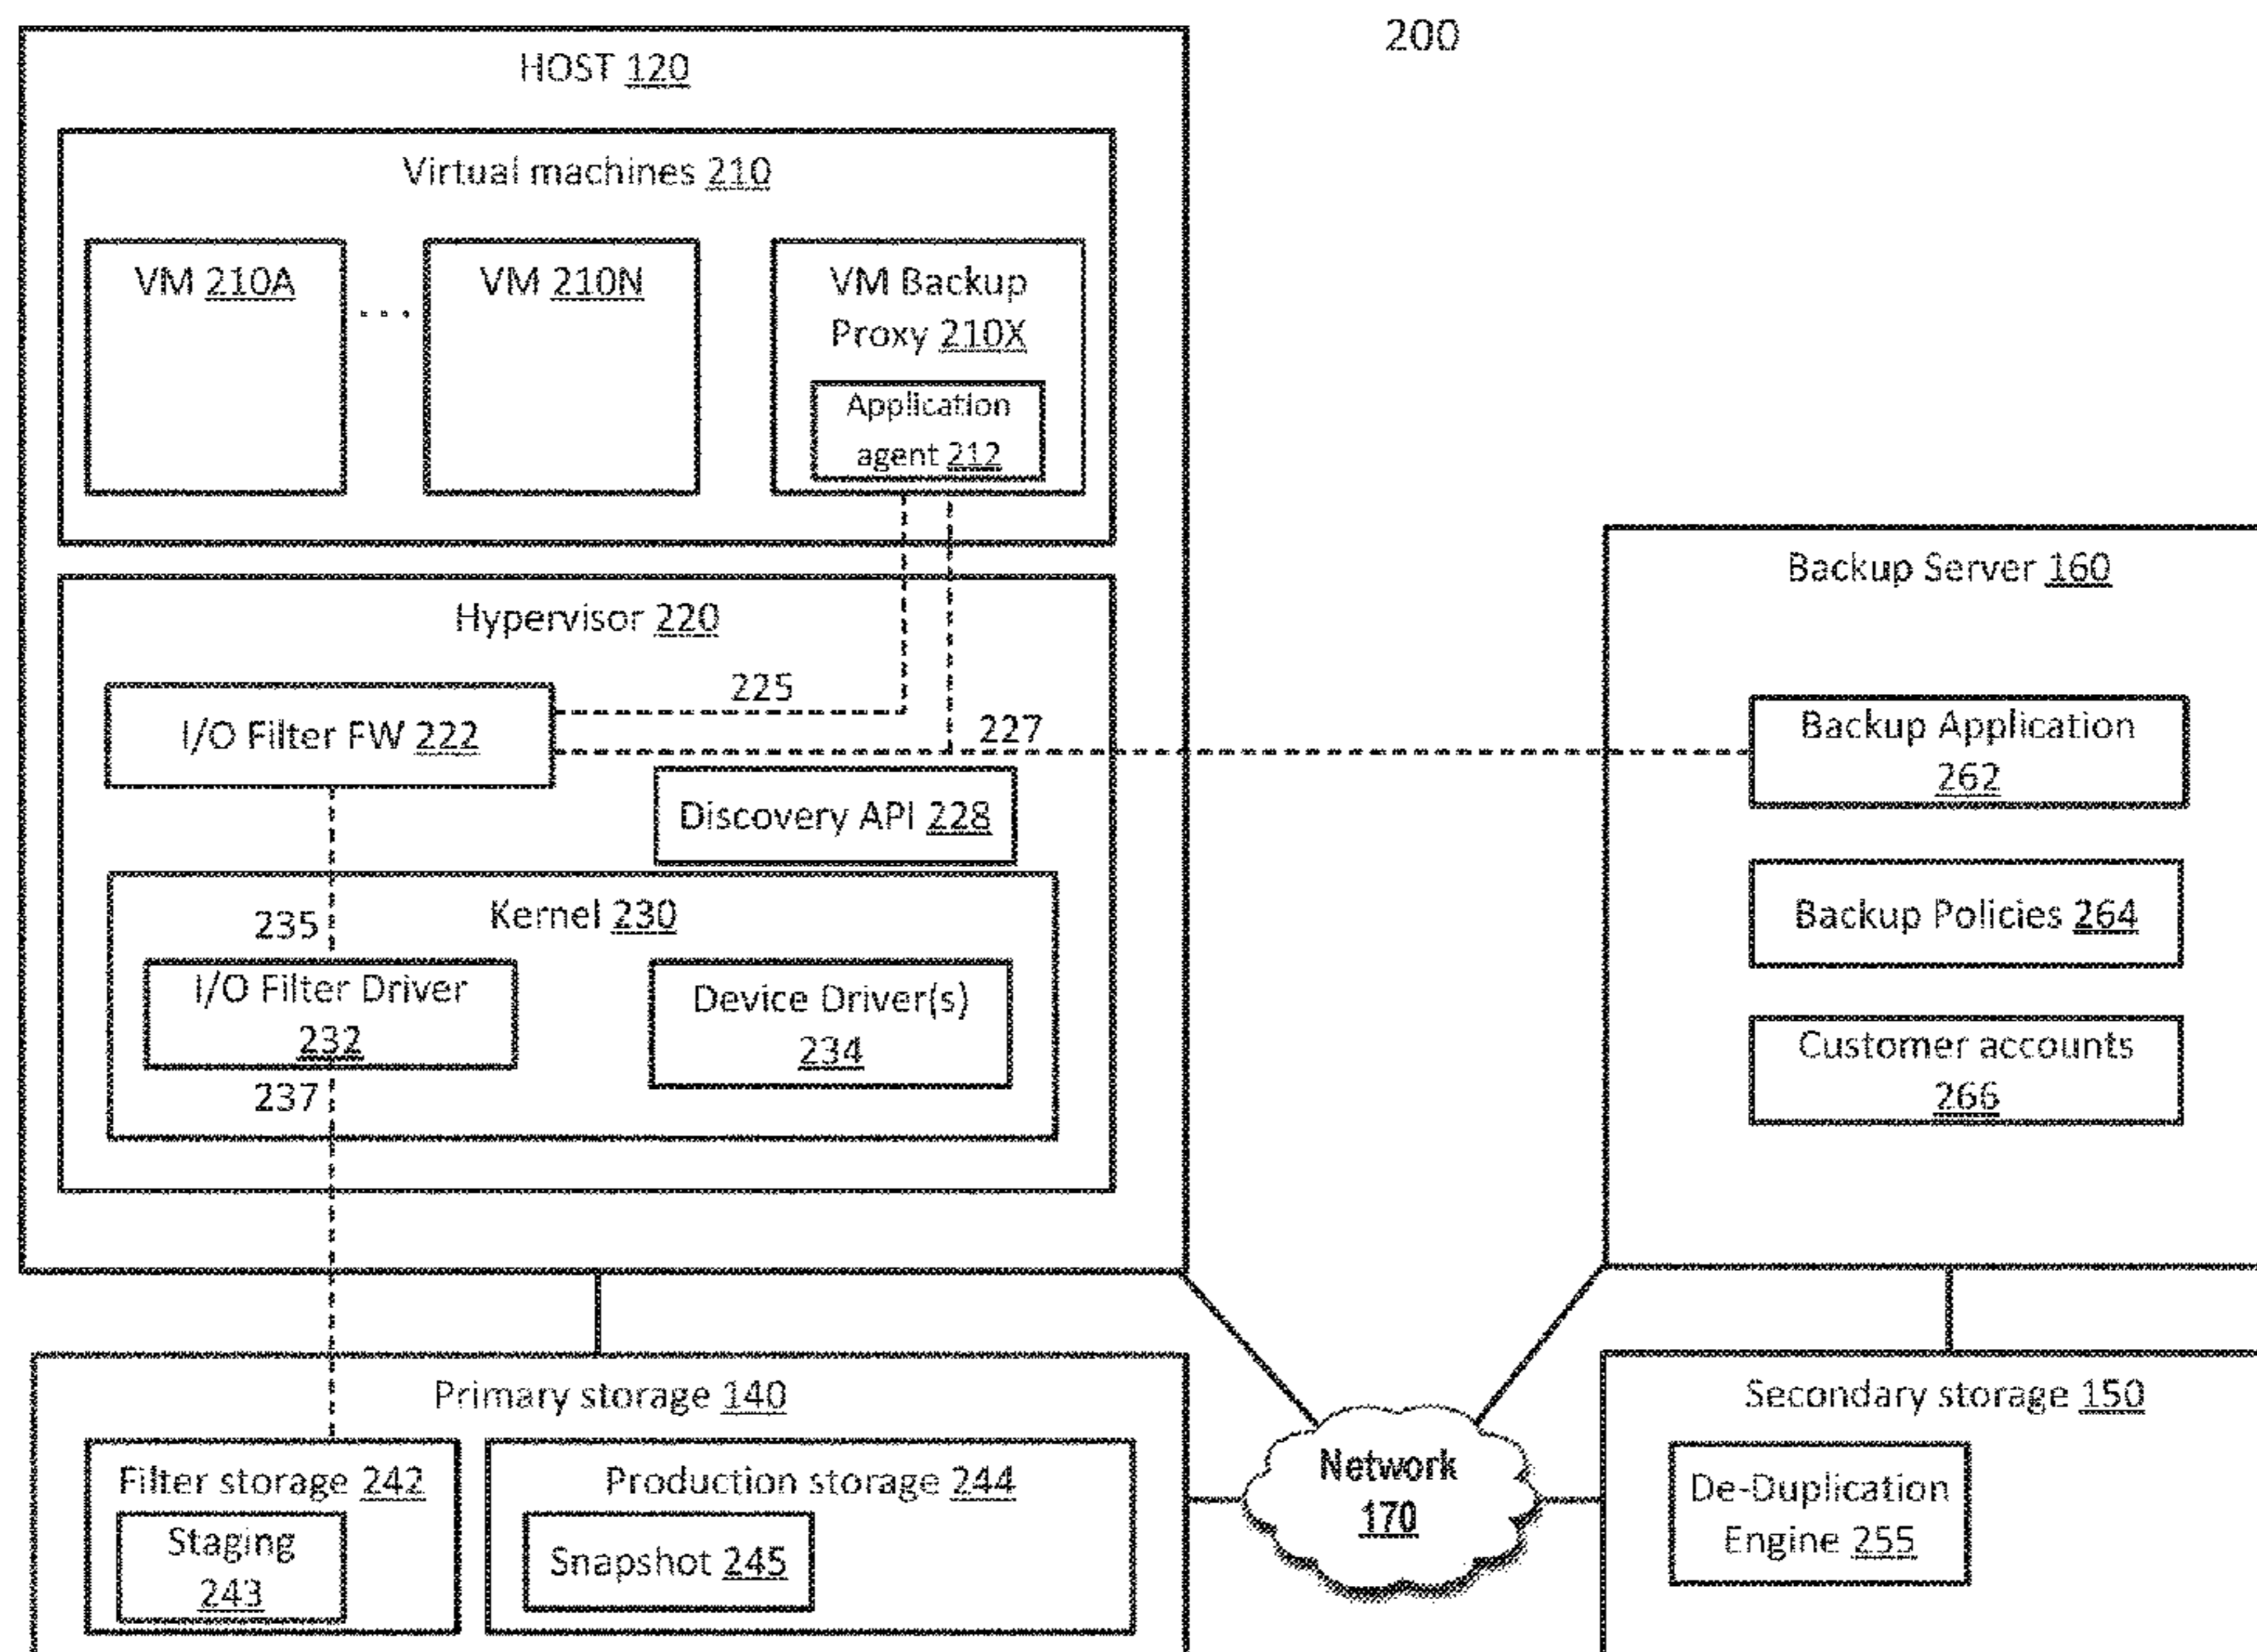 200
HOST 120
Virtual machines 210
VM 210A
...
VM 210N
VM Backup
Proxy 210X
Application
agent 212
Hypervisor 220
225
I/O Filter FW 222
227
Discovery API 228
Kernel 230
235
I/O Filter Driver
232
Device Driver(s)
234
237
Backup Server 160
Backup Application
262
Backup Policies 264
Customer accounts
266
Primary storage 140
Filter storage 242
Staging
243
Production storage 244
Snapshot 245
Network
170
Secondary storage 150
De-Duplication
Engine 255